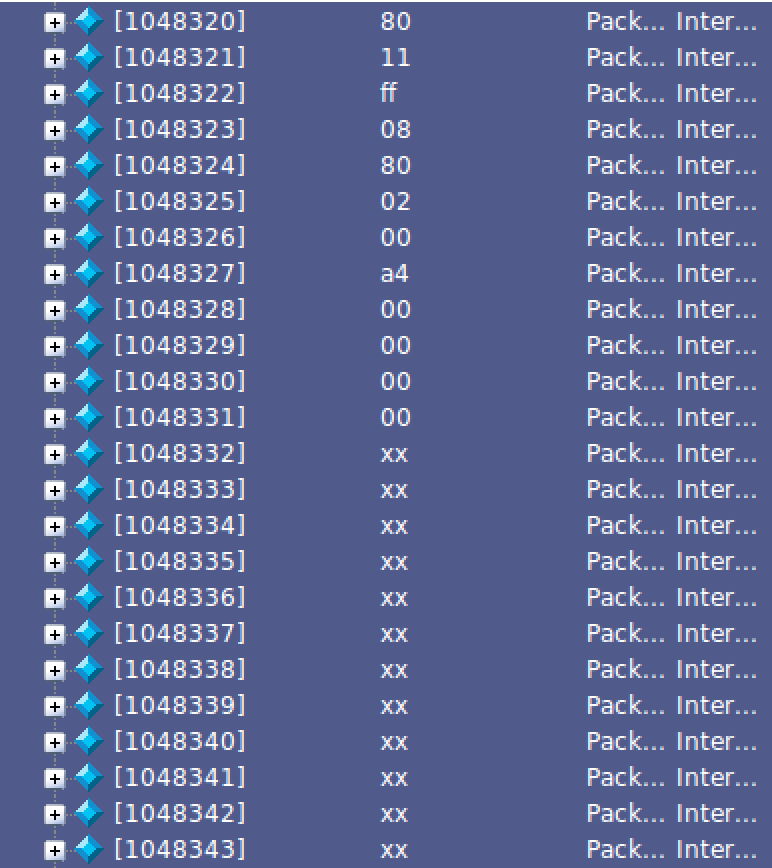 [1048320] 80 Pack... Inter...
[1048321] 11 Pack... Inter...
[1048322] ff Pack... Inter...
[1048323] 08 Pack... Inter...
[1048324] 80 Pack... Inter...
[1048325] 02 Pack... Inter...
[1048326] 00 Pack... Inter...
[1048327] a4 Pack... Inter...
[1048328] 00 Pack... Inter...
[1048329] 00 Pack... Inter...
[1048330] 00 Pack... Inter...
[1048331] 00 Pack... Inter...
[1048332] xx Pack... Inter...
[1048333] xx Pack... Inter...
[1048334] xx Pack... Inter...
[1048335] xx Pack... Inter...
[1048336] xx Pack... Inter...
[1048337] xx Pack... Inter...
[1048338] xx Pack... Inter...
[1048339] xx Pack... Inter...
[1048340] xx Pack... Inter...
[1048341] xx Pack... Inter...
[1048342] xx Pack... Inter...
[1048343] xx Pack... Inter...